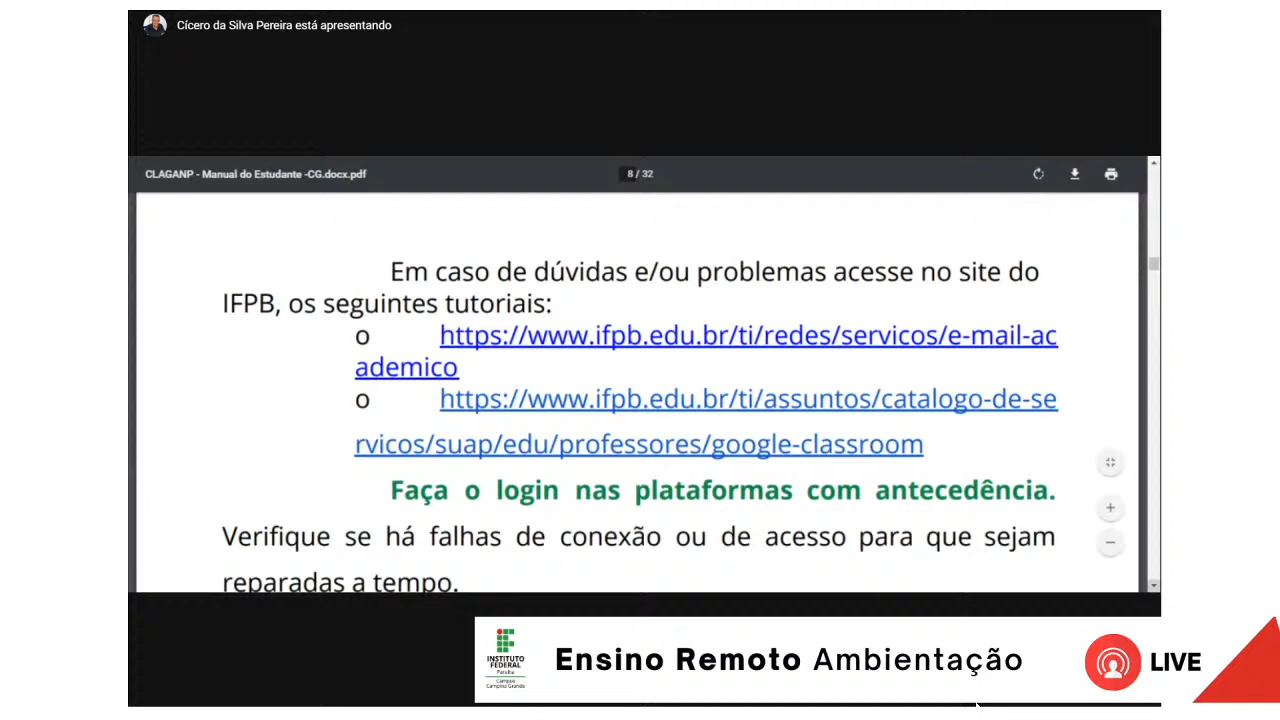 Cícero da Silva Pereira está apresentando
CLAGANP - Manual do Estudante -CG.docx.pdf
8 / 32
Em caso de dúvidas e/ou problemas acesse no site do
IFPB, os seguintes tutoriais:
o https://www.ifpb.edu.br/ti/redes/servicos/e-mail-ac
ademico
o https://www.ifpb.edu.br/ti/assuntos/catalogo-de-se
rvicos/suap/edu/professores/google-classroom
Faça o login nas plataformas com antecedência.
Verifique se há falhas de conexão ou de acesso para que sejam
reparadas a tempo.
INSTITUTO
FEDERAL
Paraíba
Campus
Campina Grande
Ensino Remoto Ambientação
LIVE